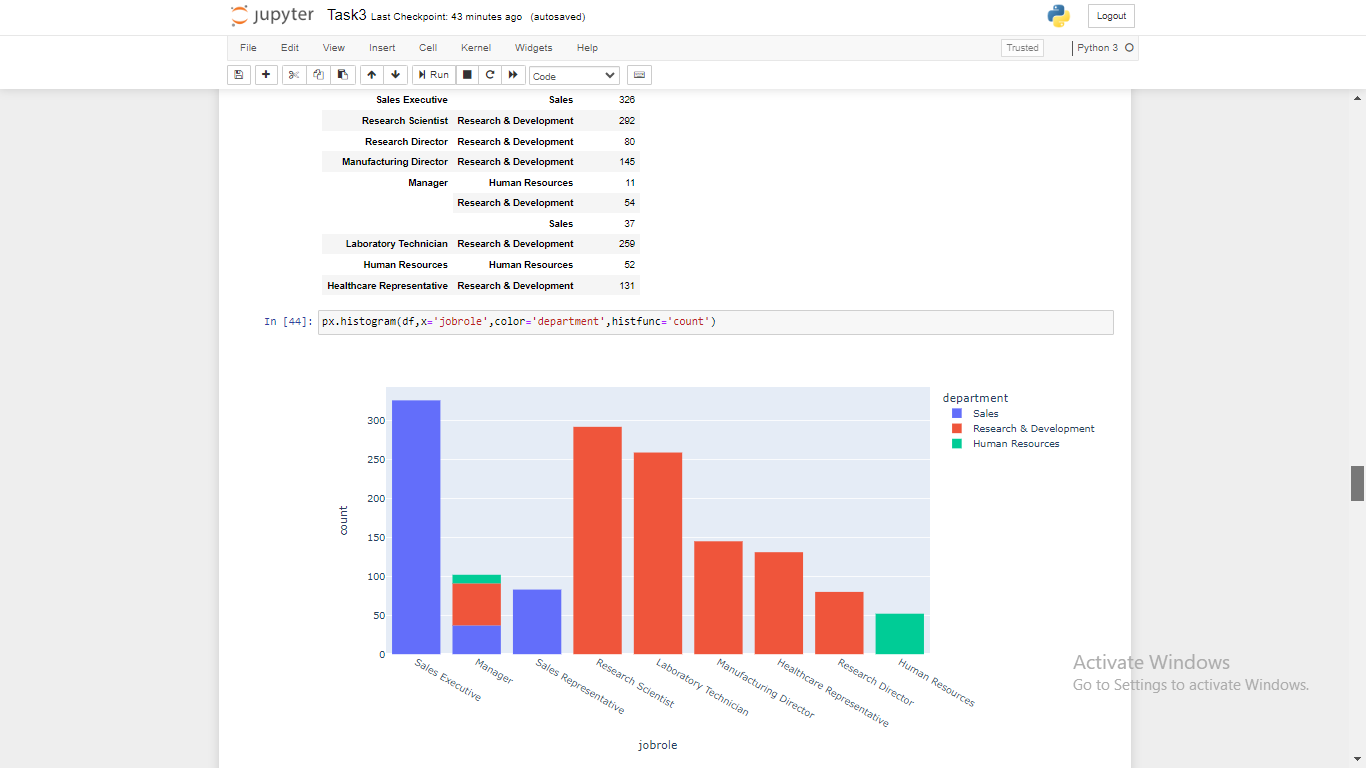 jupyter Task3 Last Checkpoint: 43 minutes ago (autosaved)
Logout
File Edit View Insert Cell Kernel Widgets Help
Trusted
Python 3
Run
Code
Sales Executive Sales 326
Research Scientist Research & Development 292
Research Director Research & Development 80
Manufacturing Director Research & Development 145
Manager Human Resources 11
Research & Development 54
Sales 37
Laboratory Technician Research & Development 259
Human Resources Human Resources 52
Healthcare Representative Research & Development 131
In [44]: px.histogram(df,x='jobrole',color='department',histfunc='count')
department
Sales
Research & Development
Human Resources
300
250
200
150
100
50
0
count
Sales Executive
Manager
Sales Representative
Research Scientist
Laboratory Technician
Manufacturing Director
Healthcare Representative
Research Director
Human Resources
jobrole
Activate Windows
Go to Settings to activate Windows.